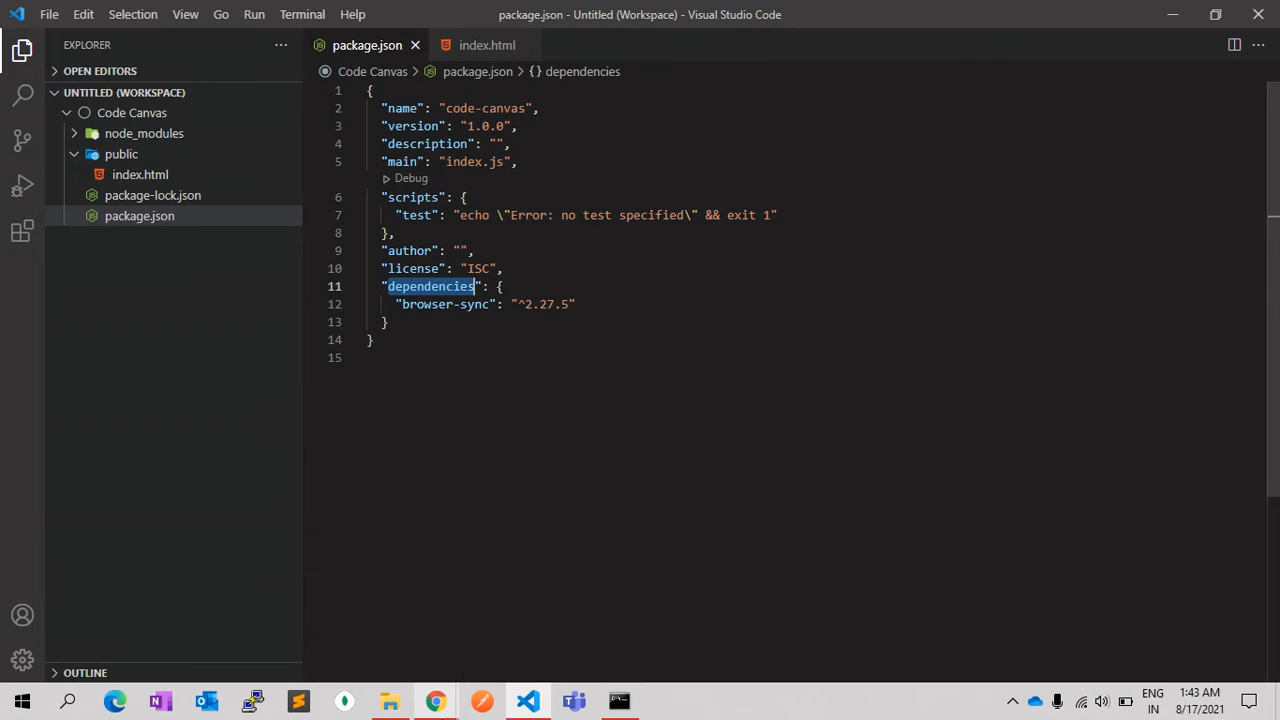 File Edit Selection View Go Run Terminal Help
package.json - Untitled (Workspace) - Visual Studio Code
EXPLORER
OPEN EDITORS
UNTITLED (WORKSPACE)
Code Canvas
node_modules
public
index.html
package-lock.json
package.json
OUTLINE
package.json index.html
Code Canvas > package.json > {} dependencies
1 {
2 "name": "code-canvas",
3 "version": "1.0.0",
4 "description": "",
5 "main": "index.js",
Debug
6 "scripts": {
7 "test": "echo \"Error: no test specified\" && exit 1"
8 },
9 "author": "",
10 "license": "ISC",
11 "dependencies": {
12 "browser-sync": "^2.27.5"
13 }
14 }
15
ENG
IN
1:43 AM
8/17/2021